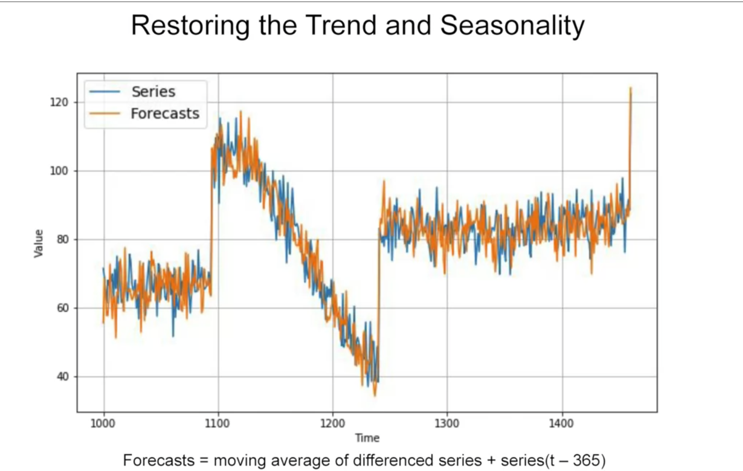 Restoring the Trend and Seasonality
Series
Forecasts
120
100
80
60
40
Value
1000 1100 1200 1300 1400
Time
Forecasts = moving average of differenced series + series(t – 365)